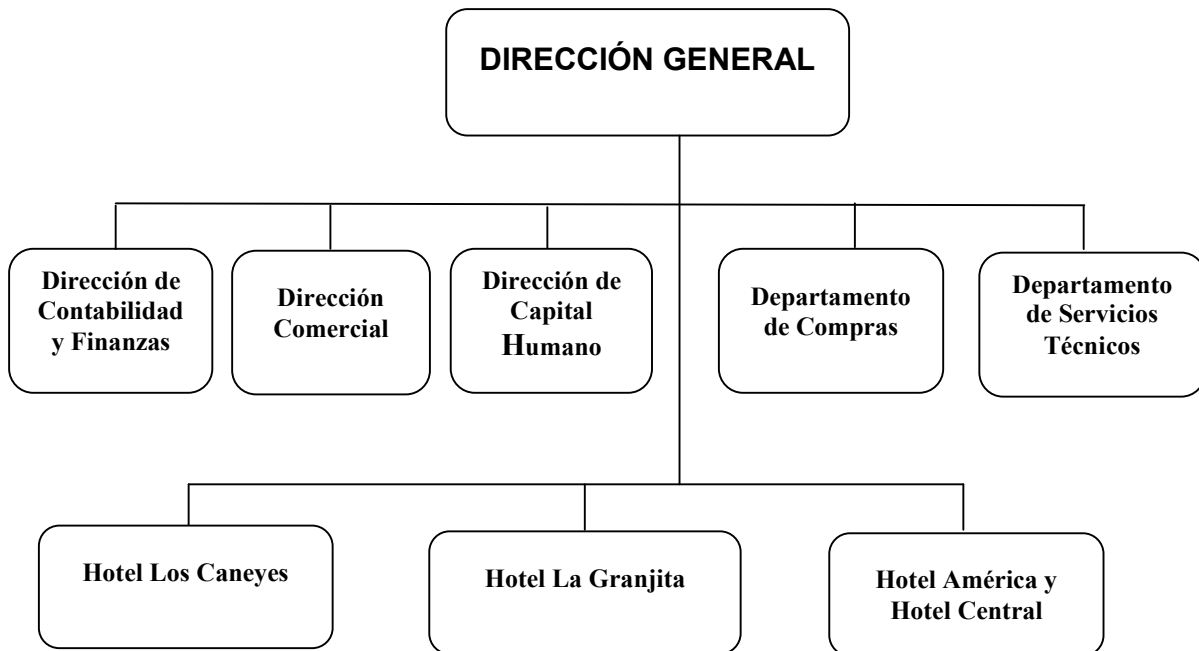 DIRECCIÓN GENERAL
Dirección de
Contabilidad
y Finanzas
Dirección
Comercial
Dirección de
Capital
Humano
Departamento
de Compras
Departamento
de Servicios
Técnicos
Hotel Los Caneyes
Hotel La Granjita
Hotel América y
Hotel Central